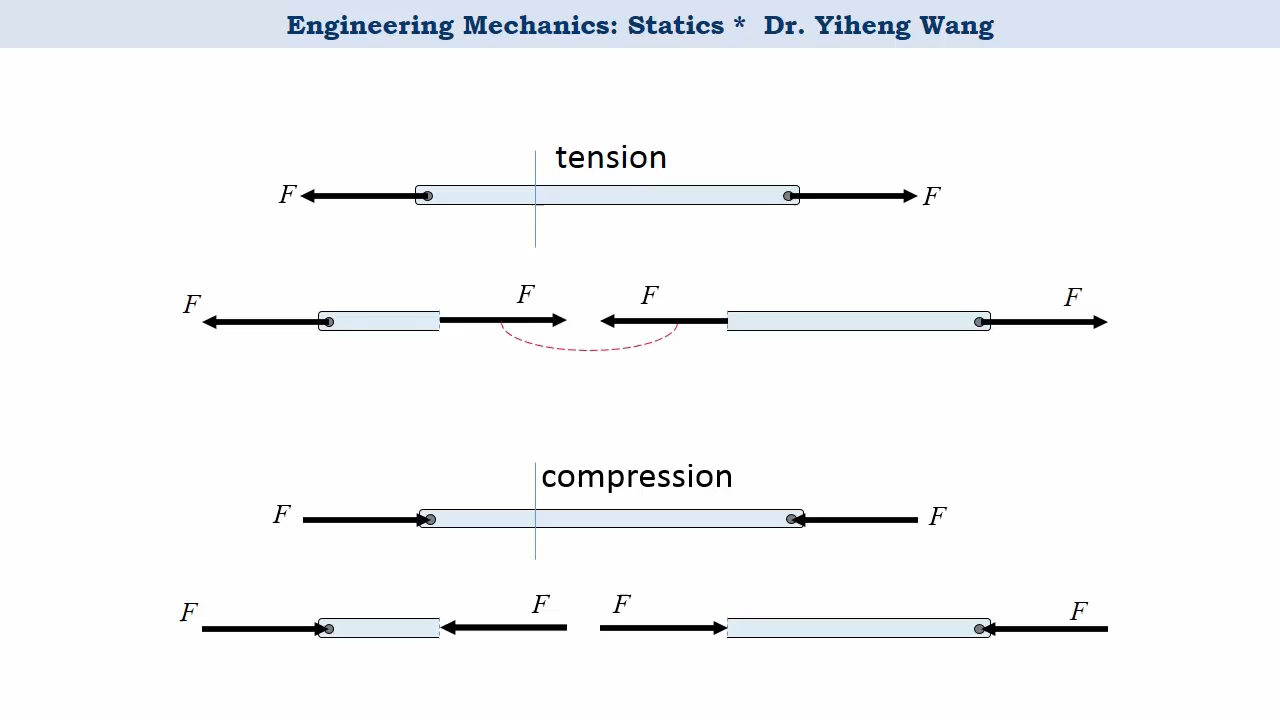 Engineering Mechanics: Statics * Dr. Yiheng Wang
tension
F F
F F F F
compression
F F
F F F F